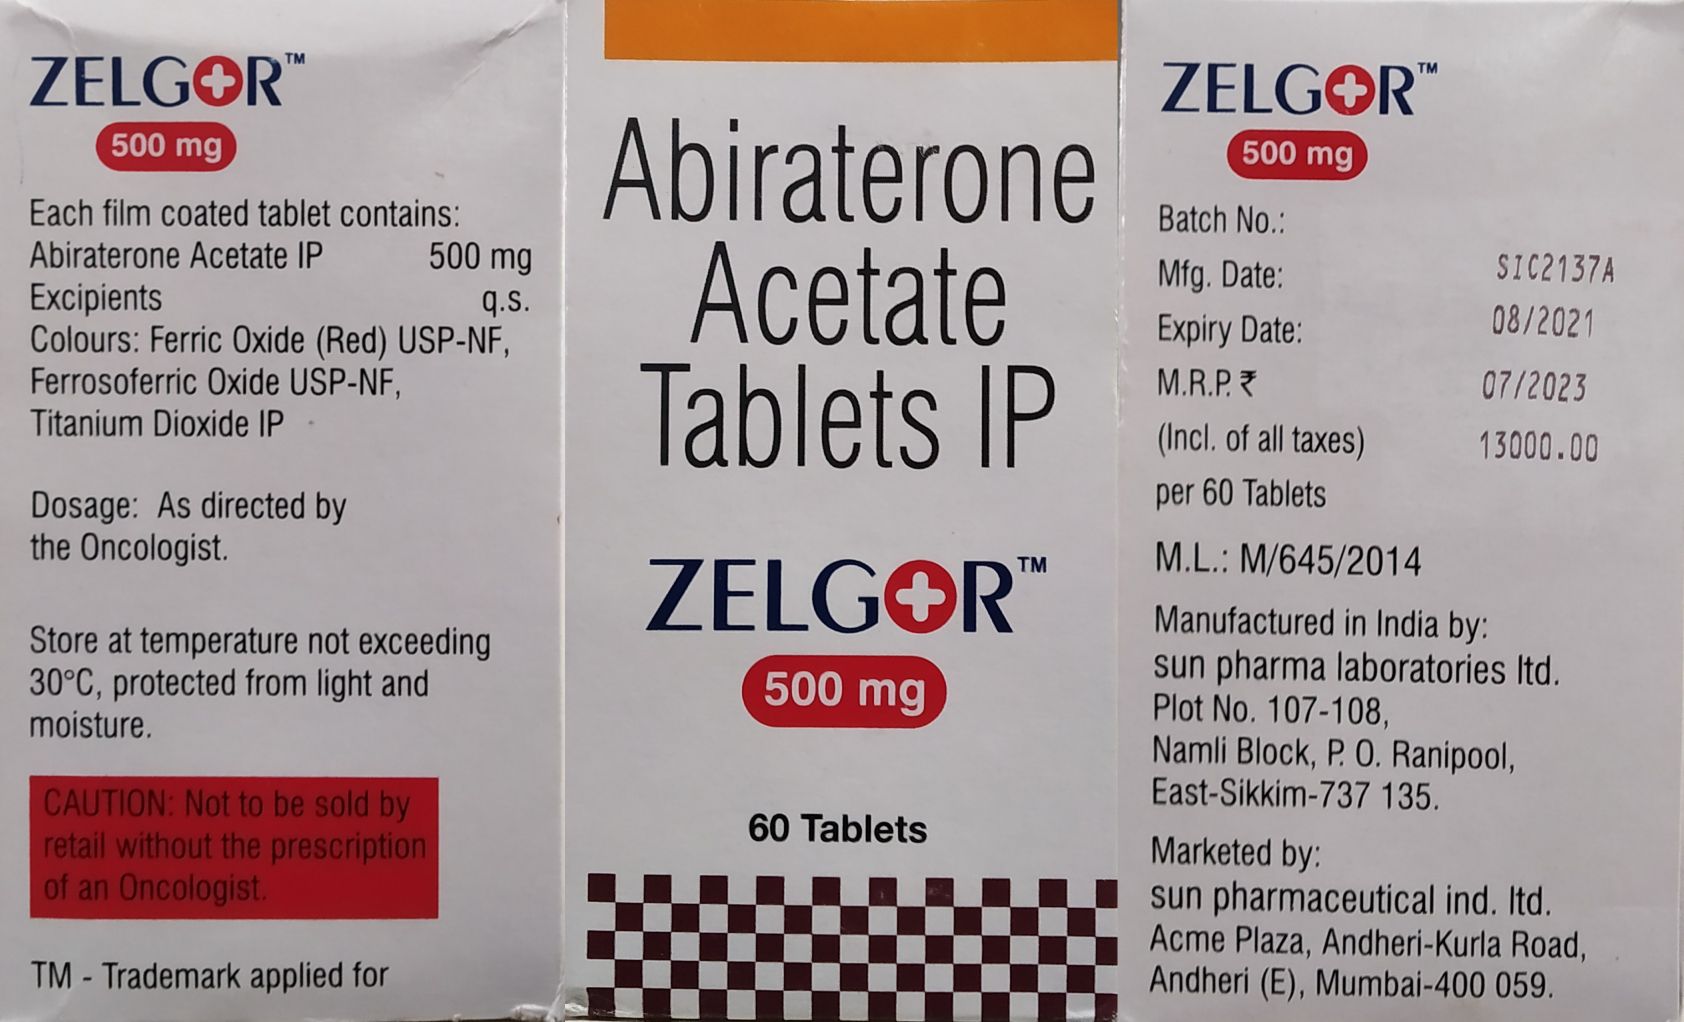 ZELGOR™
500 mg
Each film coated tablet contains:
Abiraterone Acetate IP 500 mg
Excipients q.s.
Colours: Ferric Oxide (Red) USP-NF,
Ferrosoferric Oxide USP-NF,
Titanium Dioxide IP
Dosage: As directed by
the Oncologist.
Store at temperature not exceeding
30°C, protected from light and
moisture.
CAUTION: Not to be sold by
retail without the prescription
of an Oncologist.
TM - Trademark applied for
Abiraterone
Acetate
Tablets IP
ZELGOR™
500 mg
60 Tablets
ZELGOR™
500 mg
Batch No.:
Mfg. Date: SIC2137A
Expiry Date: 08/2021
M.R.P. ₹ 07/2023
(Incl. of all taxes) 13000.00
per 60 Tablets
M.L.: M/645/2014
Manufactured in India by:
sun pharma laboratories ltd.
Plot No. 107-108,
Namli Block, P. O. Ranipool,
East-Sikkim-737 135.
Marketed by:
sun pharmaceutical ind. ltd.
Acme Plaza, Andheri-Kurla Road,
Andheri (E), Mumbai-400 059.